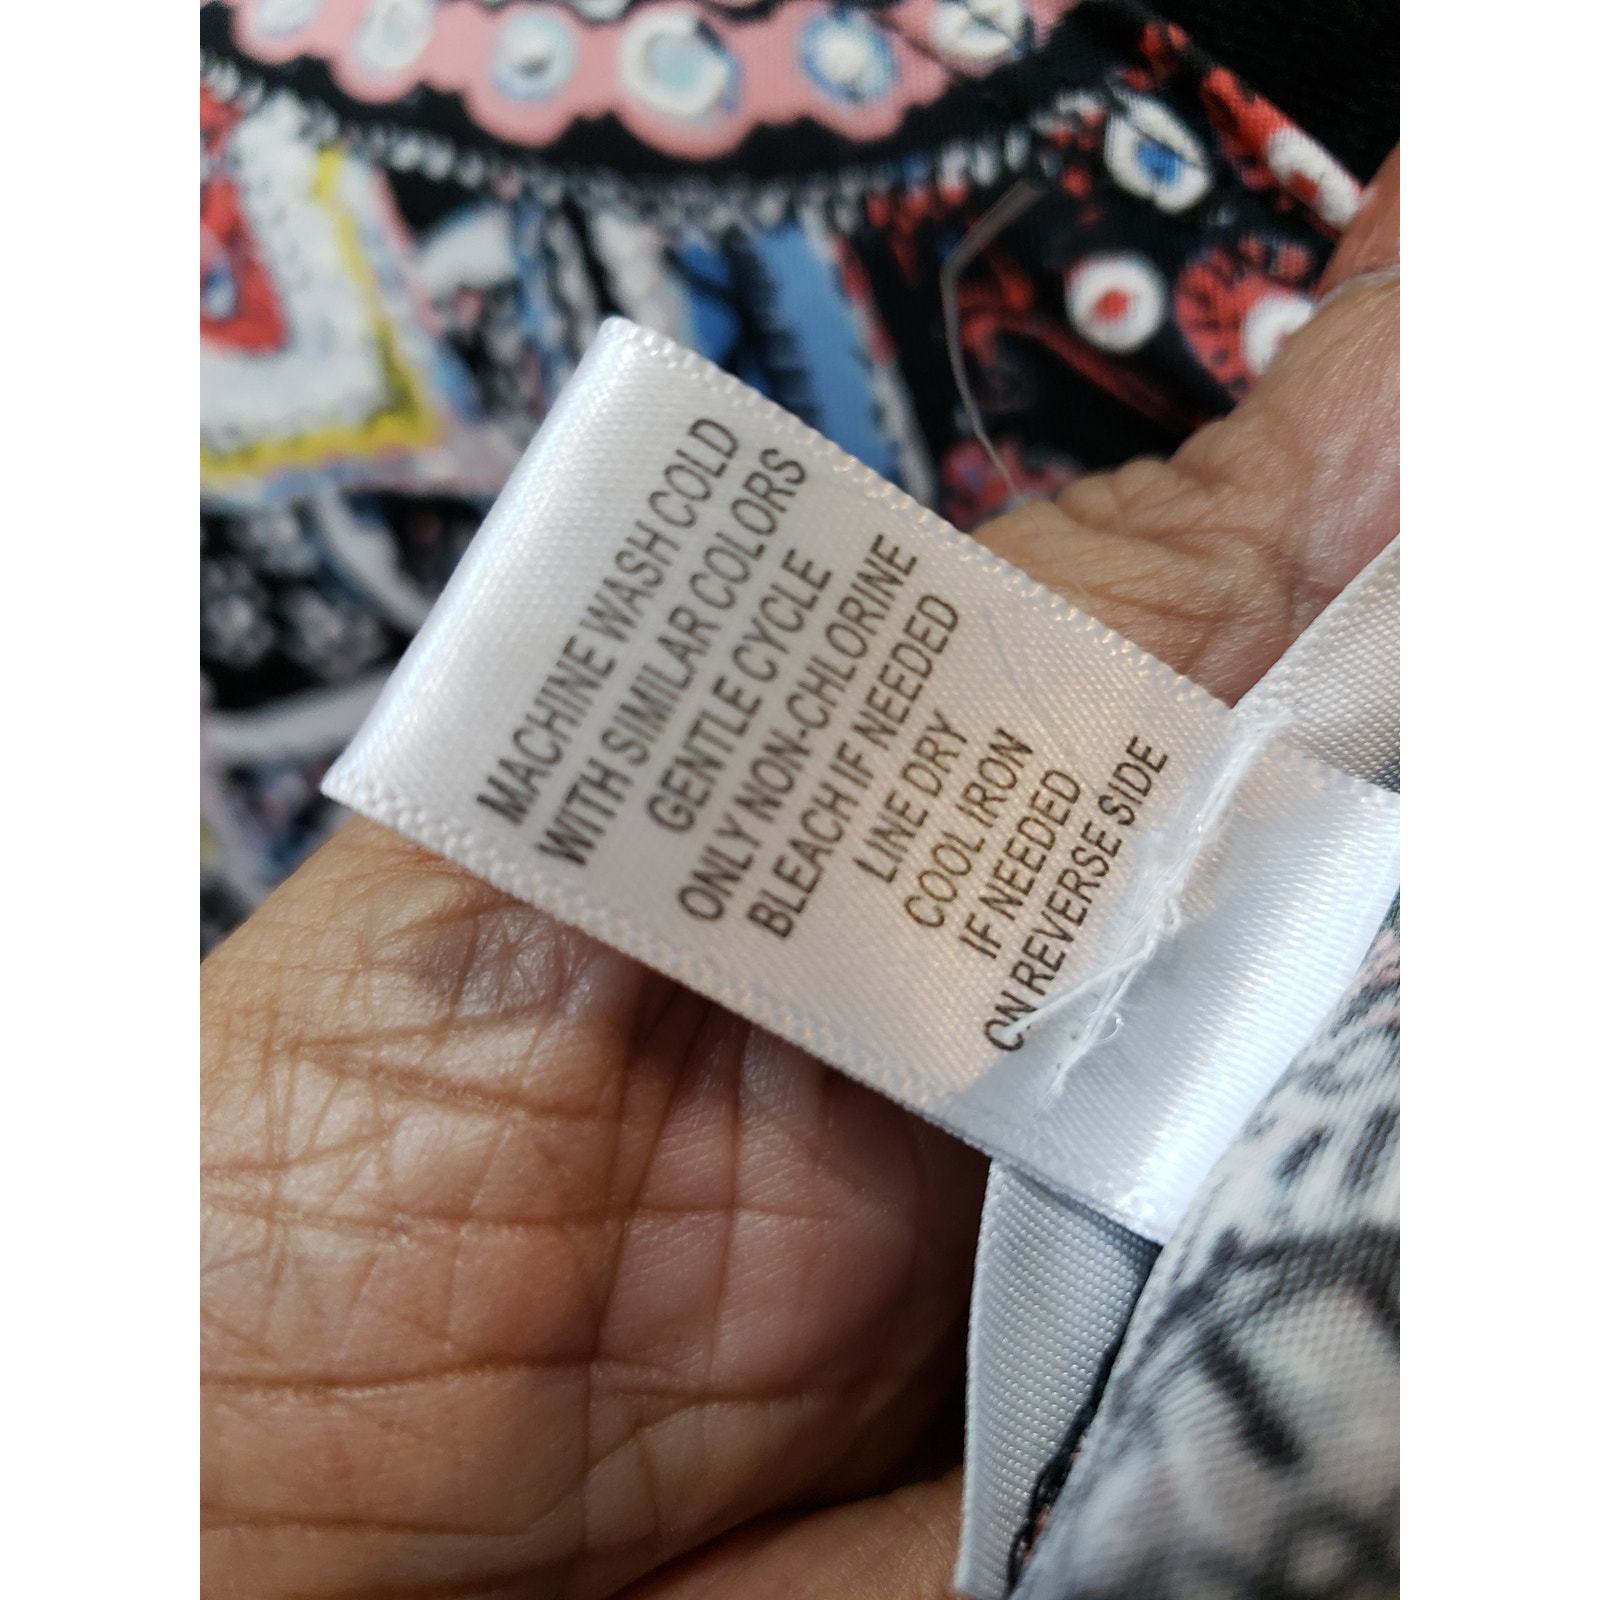 MACHINE WASH COLD
WITH SIMILAR COLORS
GENTLE CYCLE
ONLY NON-CHLORINE
BLEACH IF NEEDED
LINE DRY
COOL IRON
IF NEEDED
ON REVERSE SIDE